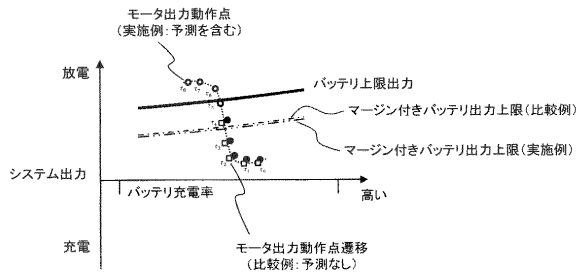 モータ出力動作点
(実施例:予測を含む)
放電
バッテリ上限出力
マージン付きバッテリ出力上限(比較例)
マージン付きバッテリ出力上限(実施例)
システム出力
バッテリ充電率
高い
充電
モータ出力動作点遷移
(比較例:予測なし)